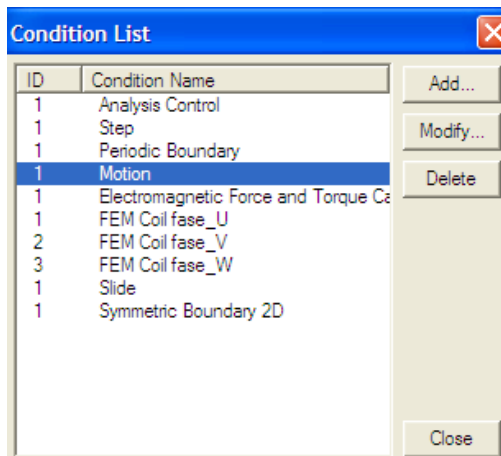 Condition List
ID Condition Name
1 Analysis Control
1 Step
1 Periodic Boundary
1 Motion
1 Electromagnetic Force and Torque Ca
1 FEM Coil fase_U
2 FEM Coil fase_V
3 FEM Coil fase_W
1 Slide
1 Symmetric Boundary 2D
Add...
Modify...
Delete
Close